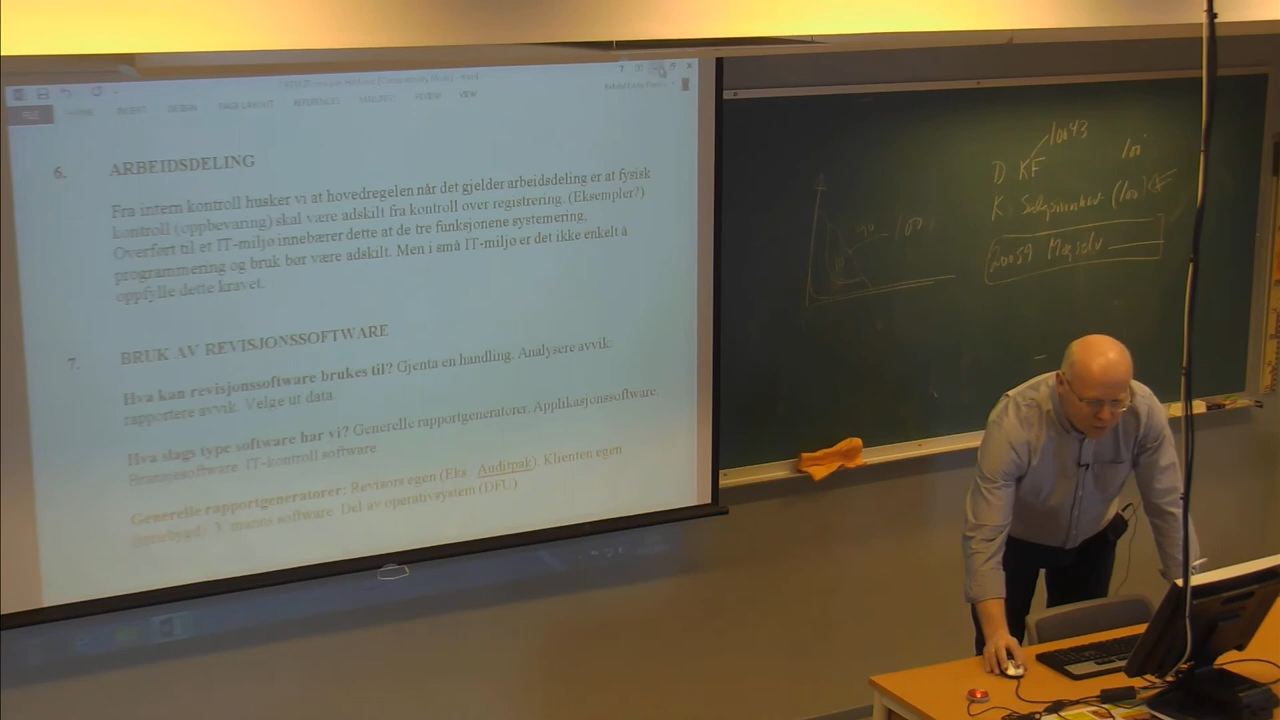 FILE HOME INSERT DESIGN PAGE LAYOUT REFERENCES MAILINGS REVIEW VIEW
6. ARBEIDSDELING
Fra intern kontroll husker vi at hovedregelen når det gjelder arbeidsdeling er at fysisk
kontroll (oppbevaring) skal være adskilt fra kontroll over registrering. (Eksempler?)
Overført til et IT-miljø innebærer dette at de tre funksjonene systemering,
programmering og bruk bør være adskilt. Men i små IT-miljø er det ikke enkelt å
oppfylle dette kravet.
7. BRUK AV REVISJONSSOFTWARE
Hva kan revisjonssoftware brukes til? Gjenta en handling. Analysere avvik.
rapportere avvik. Velge ut data.
Hva slags type software har vi? Generelle rapportgeneratorer. Applikasjonssoftware.
Bransjesoftware. IT-kontroll software.
Generelle rapportgeneratorer: Revisors egen (Eks. Auditpak). Klienten egen
(innebygd). 3. manns software. Del av operativsystem (DFU)
10043
D KF 100
K (100)
100
20059